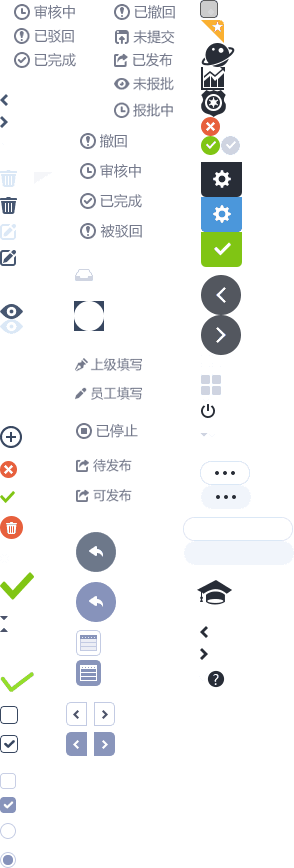 审核中
已撤回
已驳回
未提交
已完成
已发布
未报批
报批中
撤回
审核中
已完成
被驳回
上级填写
员工填写
已停止
待发布
可发布